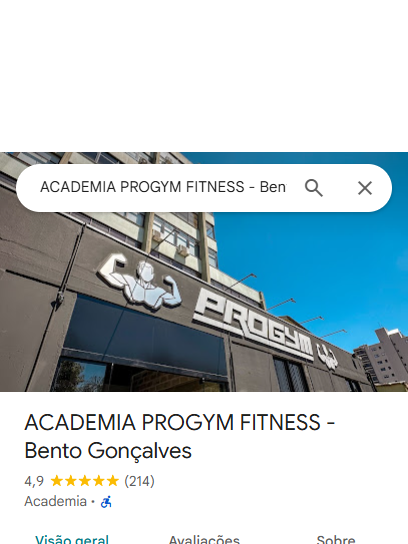 ACADEMIA PROGYM FITNESS - Ben
PROGYM
ACADEMIA PROGYM FITNESS -
Bento Gonçalves
4,9 (214)
Academia ·
Visão geral Avaliações Sobre